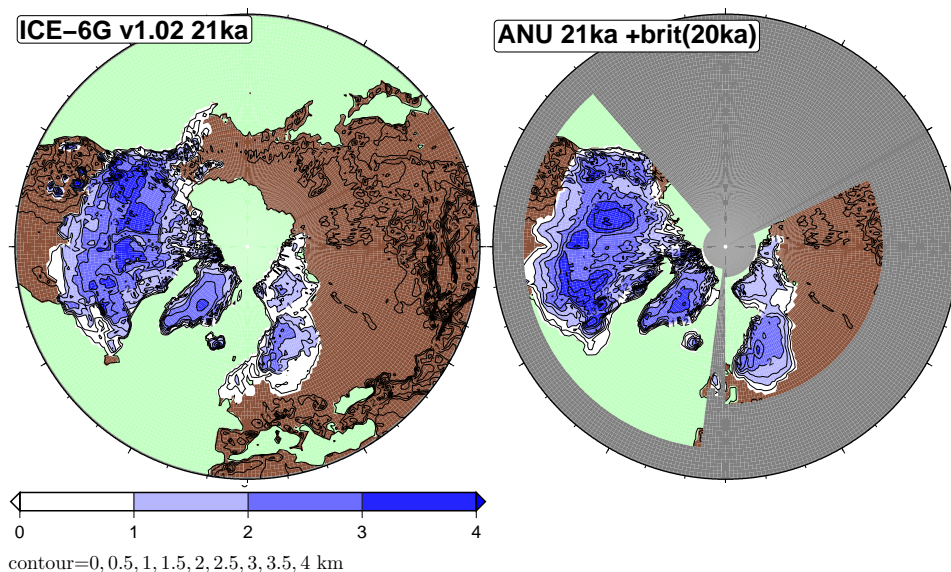 ICE−6G v1.02 21ka
ANU 21ka +brit(20ka)
0 1 2 3 4
contour=0, 0.5, 1, 1.5, 2, 2.5, 3, 3.5, 4 km